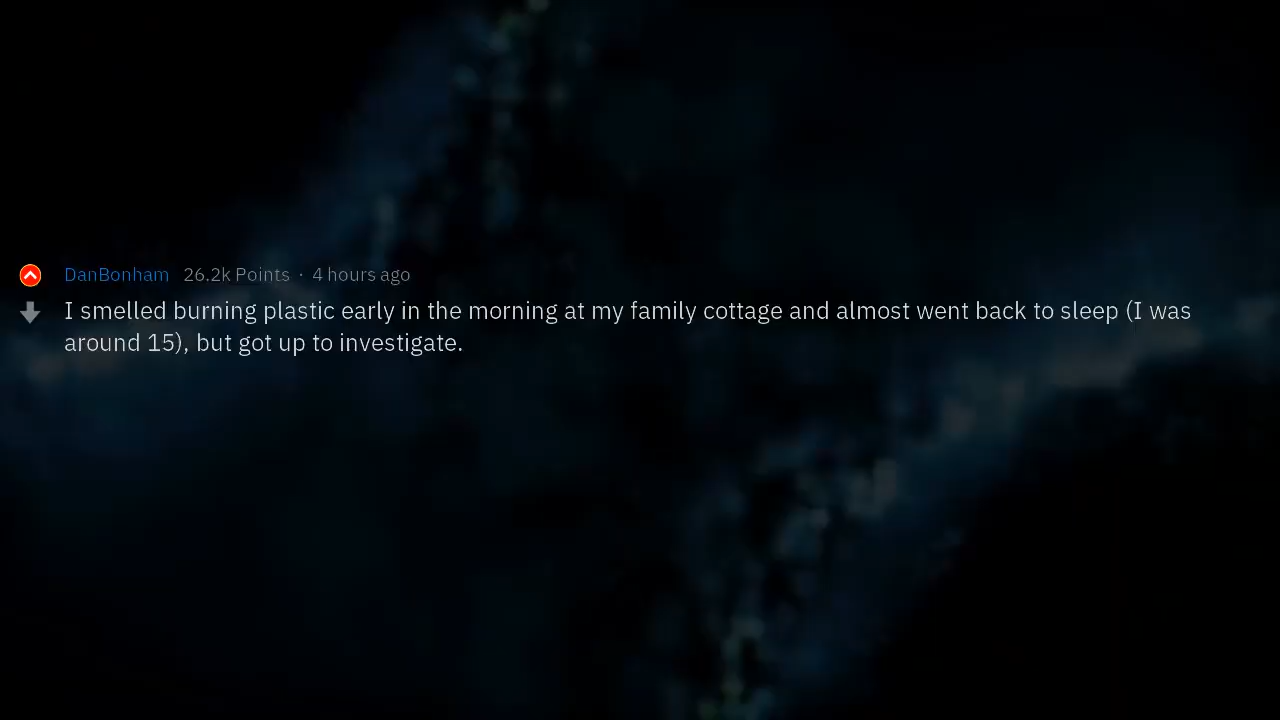 DanBonham 26.2k Points · 4 hours ago
I smelled burning plastic early in the morning at my family cottage and almost went back to sleep (I was
around 15), but got up to investigate.